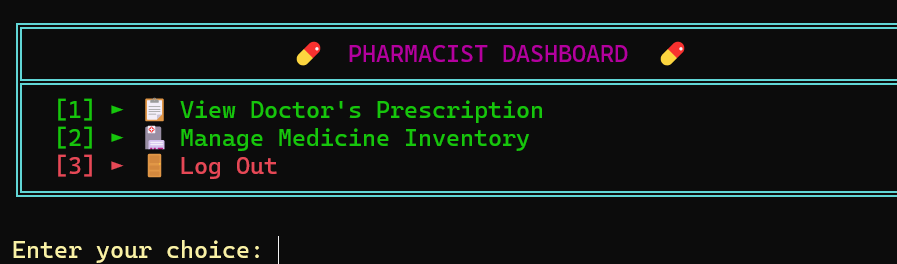 💊 PHARMACIST DASHBOARD 💊
[1] ► 📋 View Doctor's Prescription
[2] ► 🏥 Manage Medicine Inventory
[3] ► 🚪 Log Out
Enter your choice: